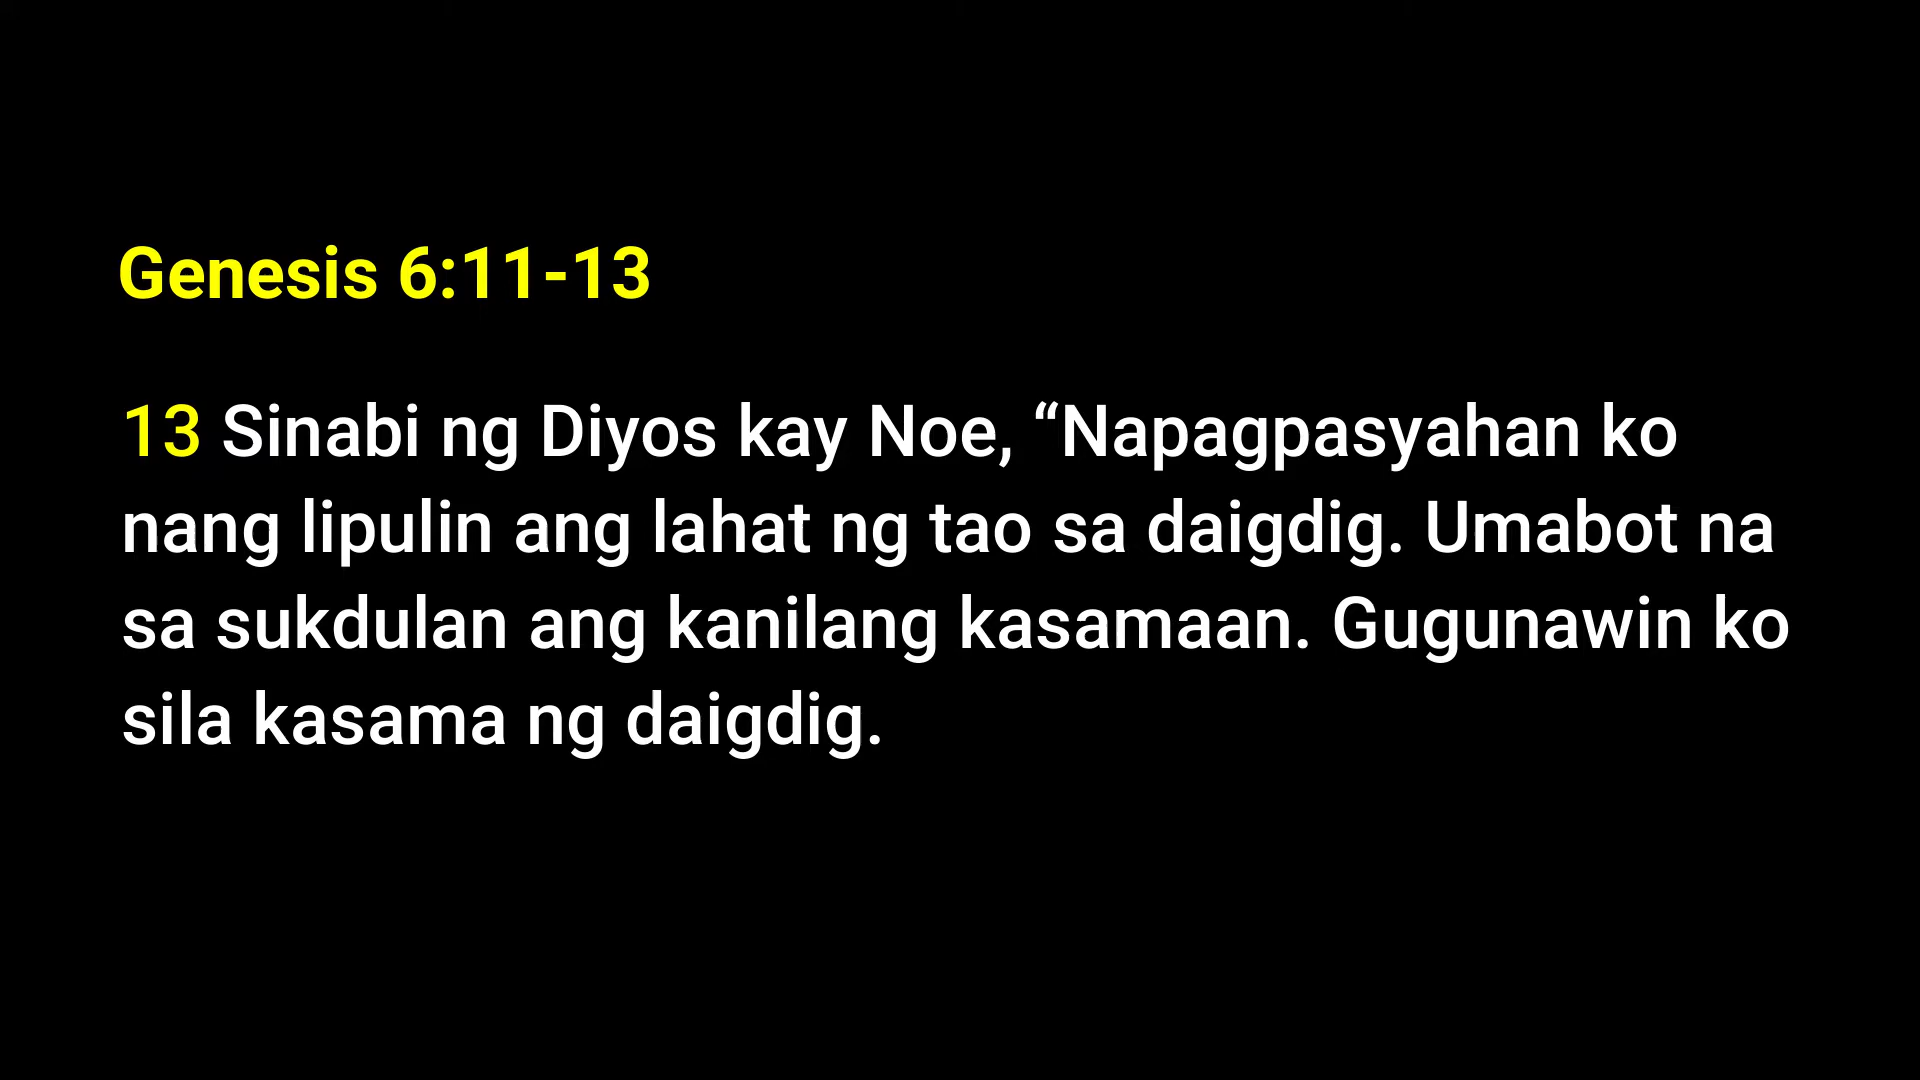 Genesis 6:11-13
13 Sinabi ng Diyos kay Noe, “Napagpasyahan ko
nang lipulin ang lahat ng tao sa daigdig. Umabot na
sa sukdulan ang kanilang kasamaan. Gugunawin ko
sila kasama ng daigdig.